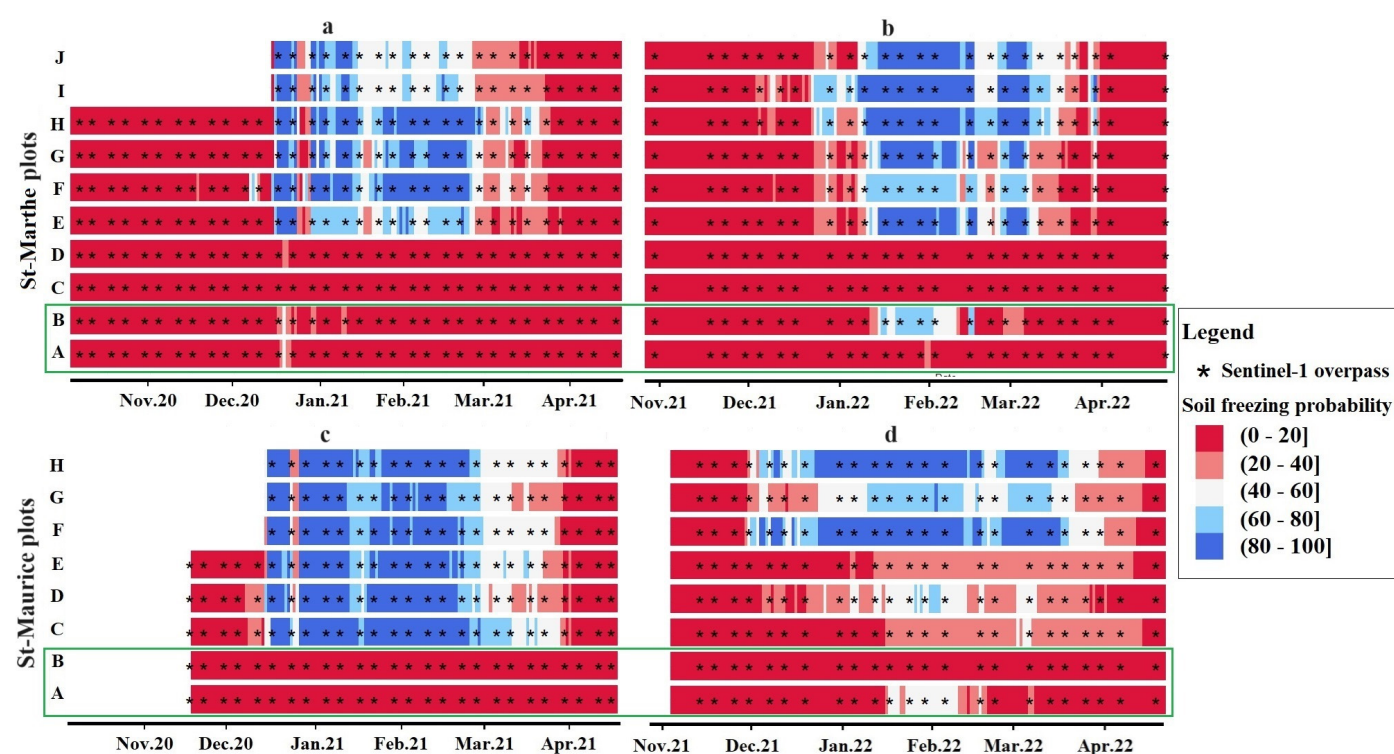 a
b
St-Marthe plots
J
I
H
G
F
E
D
C
B
A
Nov.20 Dec.20 Jan.21 Feb.21 Mar.21 Apr.21
Nov.21 Dec.21 Jan.22 Feb.22 Mar.22 Apr.22
c
d
St-Maurice plots
H
G
F
E
D
C
B
A
Nov.20 Dec.20 Jan.21 Feb.21 Mar.21 Apr.21
Nov.21 Dec.21 Jan.22 Feb.22 Mar.22 Apr.22
Legend
* Sentinel-1 overpass
Soil freezing probability
(0 - 20]
(20 - 40]
(40 - 60]
(60 - 80]
(80 - 100]